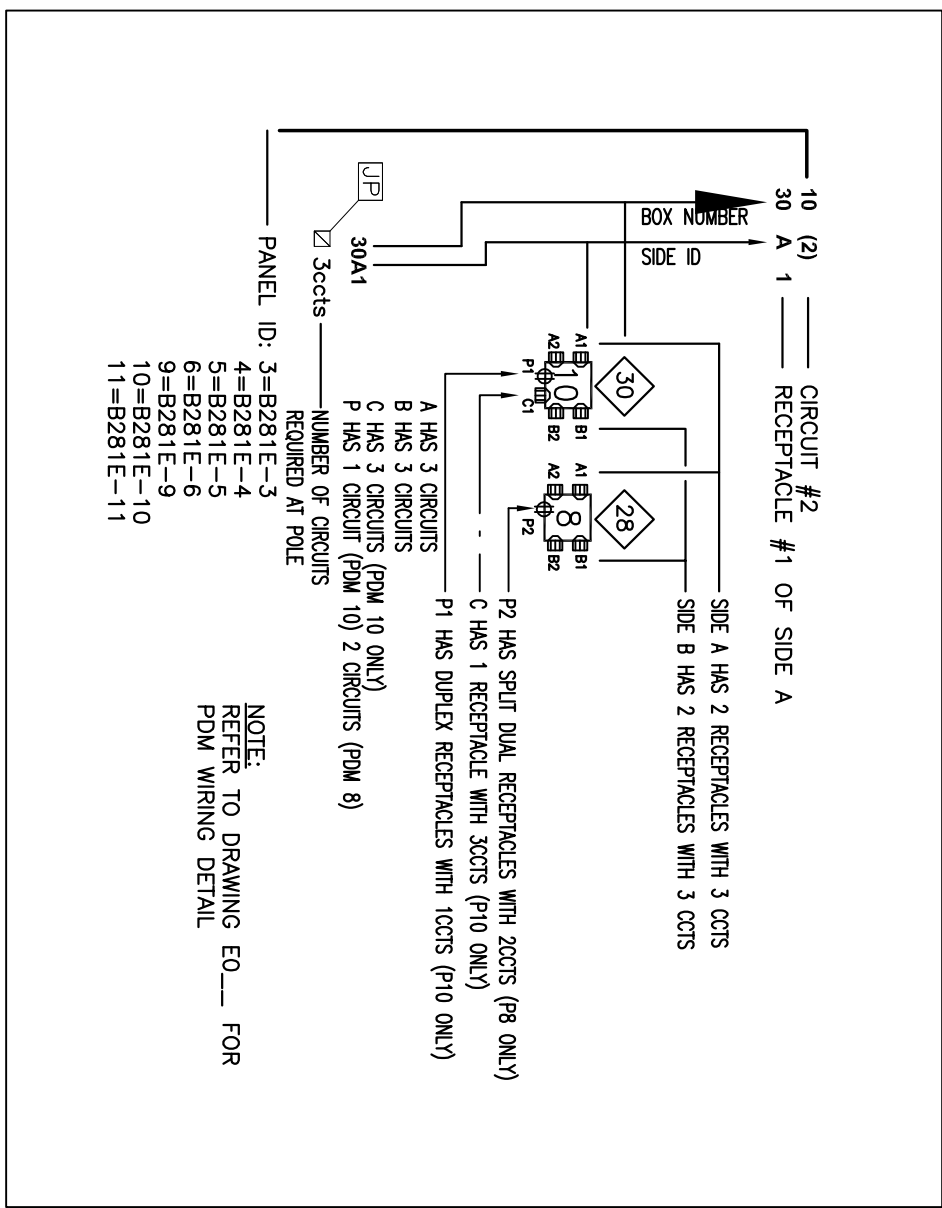 10 (2) CIRCUIT #2
30 A 1 RECEPTACLE #1 OF SIDE A
BOX NUMBER
SIDE ID
SIDE A HAS 2 RECEPTACLES WITH 3 CCTS
SIDE B HAS 2 RECEPTACLES WITH 3 CCTS
30
28
A1 B1 A1 B1
10 8
A2 B2 A2 B2
P1 C1 P2
P2 HAS SPLIT DUAL RECEPTACLES WITH 2CCTS (P8 ONLY)
C HAS 1 RECEPTACLE WITH 3CCTS (P10 ONLY)
P1 HAS DUPLEX RECEPTACLES WITH 1CCTS (P10 ONLY)
A HAS 3 CIRCUITS
B HAS 3 CIRCUITS
C HAS 3 CIRCUITS (PDM 10 ONLY)
P HAS 1 CIRCUIT (PDM 10) 2 CIRCUITS (PDM 8)
JP
30A1
3ccts
NUMBER OF CIRCUITS
REQUIRED AT POLE
PANEL ID: 3=B281E-3
4=B281E-4
5=B281E-5
6=B281E-6
9=B281E-9
10=B281E-10
11=B281E-11
NOTE:
REFER TO DRAWING EO__ FOR
PDM WIRING DETAIL